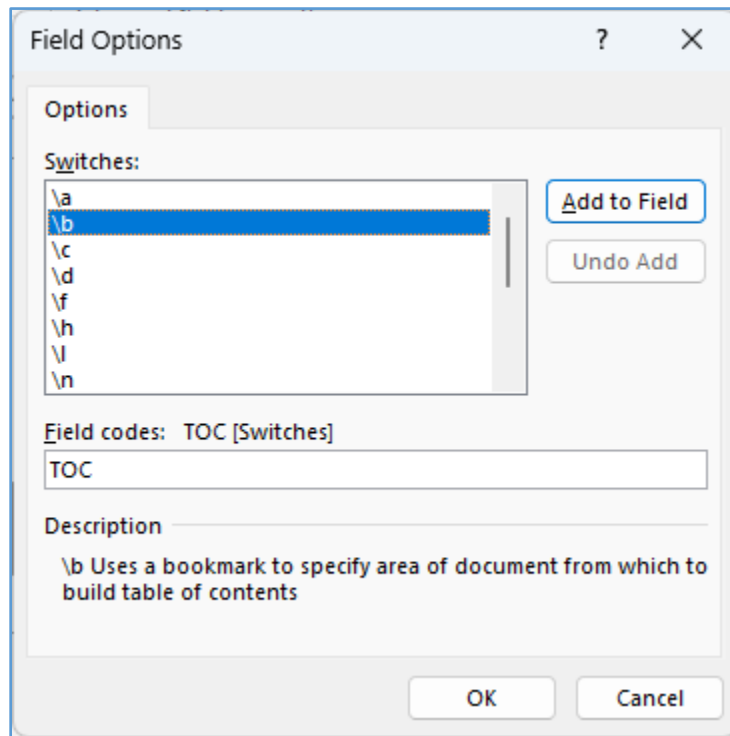 Field Options
?
Options
Switches:
\a
\b
\c
\d
\f
\h
\l
\n
Add to Field
Undo Add
Field codes: TOC [Switches]
TOC
Description
\b Uses a bookmark to specify area of document from which to
build table of contents
OK
Cancel